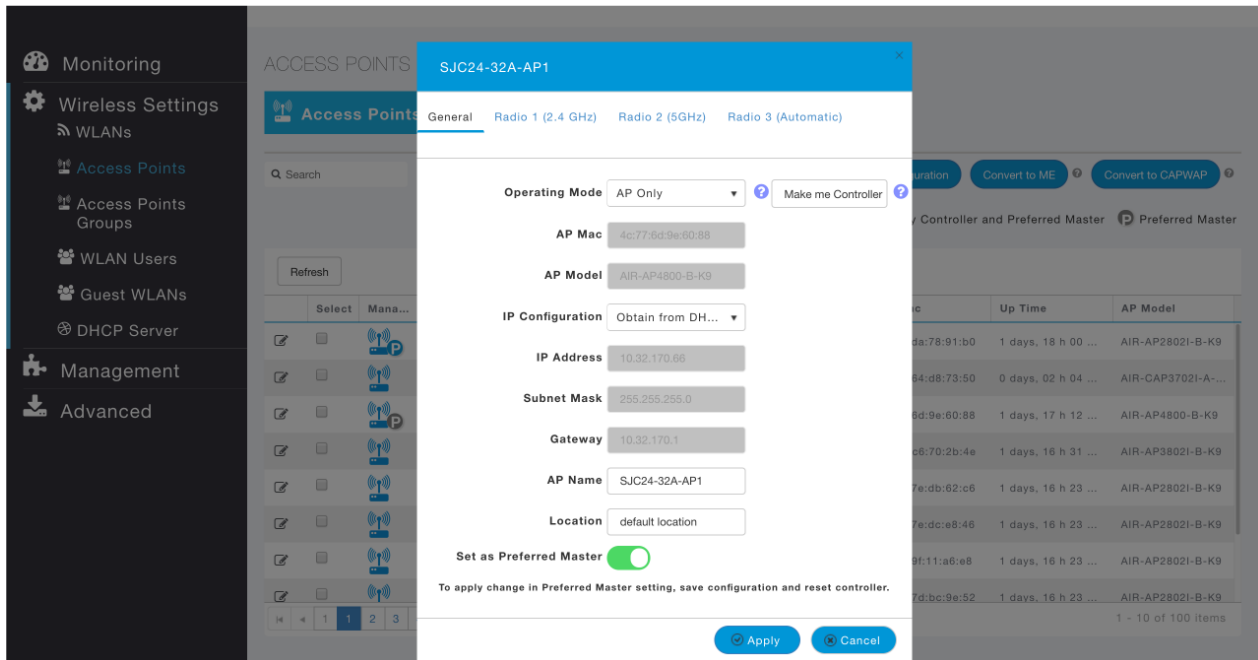 Monitoring
Wireless Settings
WLANs
Access Points
Access Points
Groups
WLAN Users
Guest WLANs
DHCP Server
Management
Advanced
ACCESS POINTS
Access Points
Search
Convert to ME
Convert to CAPWAP
Controller and Preferred Master P Preferred Master
Refresh
Select Mana... Up Time AP Model
da:78:91:b0 1 days, 18 h 00 ... AIR-AP2802I-B-K9
64:d8:73:50 0 days, 02 h 04 ... AIR-CAP3702I-A-...
6d:9e:60:88 1 days, 17 h 12 ... AIR-AP4800-B-K9
c6:70:2b:4e 1 days, 16 h 31 ... AIR-AP3802I-B-K9
7e:db:62:c6 1 days, 16 h 23 ... AIR-AP2802I-B-K9
7e:dc:e8:46 1 days, 16 h 23 ... AIR-AP2802I-B-K9
9f:11:a6:e8 1 days, 16 h 23 ... AIR-AP2802I-B-K9
7d:bc:9e:52 1 days, 16 h 23 ... AIR-AP2802I-B-K9
1 1 2 3
1 - 10 of 100 items
SJC24-32A-AP1
General Radio 1 (2.4 GHz) Radio 2 (5GHz) Radio 3 (Automatic)
Operating Mode AP Only ? Make me Controller ?
AP Mac 4c:77:6d:9e:60:88
AP Model AIR-AP4800-B-K9
IP Configuration Obtain from DH...
IP Address 10.32.170.66
Subnet Mask 255.255.255.0
Gateway 10.32.170.1
AP Name SJC24-32A-AP1
Location default location
Set as Preferred Master
To apply change in Preferred Master setting, save configuration and reset controller.
Apply Cancel